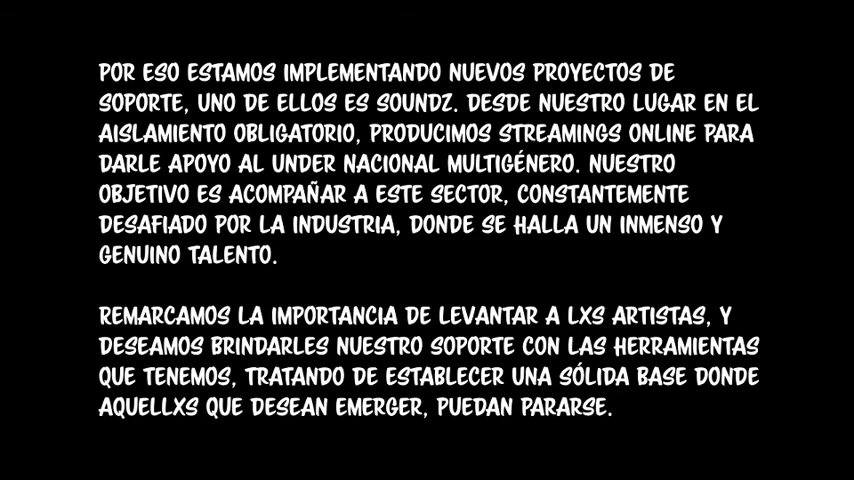 POR ESO ESTAMOS IMPLEMENTANDO NUEVOS PROYECTOS DE
SOPORTE, UNO DE ELLOS ES SOUNDZ. DESDE NUESTRO LUGAR EN EL
AISLAMIENTO OBLIGATORIO, PRODUCIMOS STREAMINGS ONLINE PARA
DARLE APOYO AL UNDER NACIONAL MULTIGÉNERO. NUESTRO
OBJETIVO ES ACOMPAÑAR A ESTE SECTOR, CONSTANTEMENTE
DESAFIADO POR LA INDUSTRIA, DONDE SE HALLA UN INMENSO Y
GENUINO TALENTO.
REMARCAMOS LA IMPORTANCIA DE LEVANTAR A LXS ARTISTAS, Y
DESEAMOS BRINDARLES NUESTRO SOPORTE CON LAS HERRAMIENTAS
QUE TENEMOS, TRATANDO DE ESTABLECER UNA SÓLIDA BASE DONDE
AQUELLXS QUE DESEAN EMERGER, PUEDAN PARARSE.